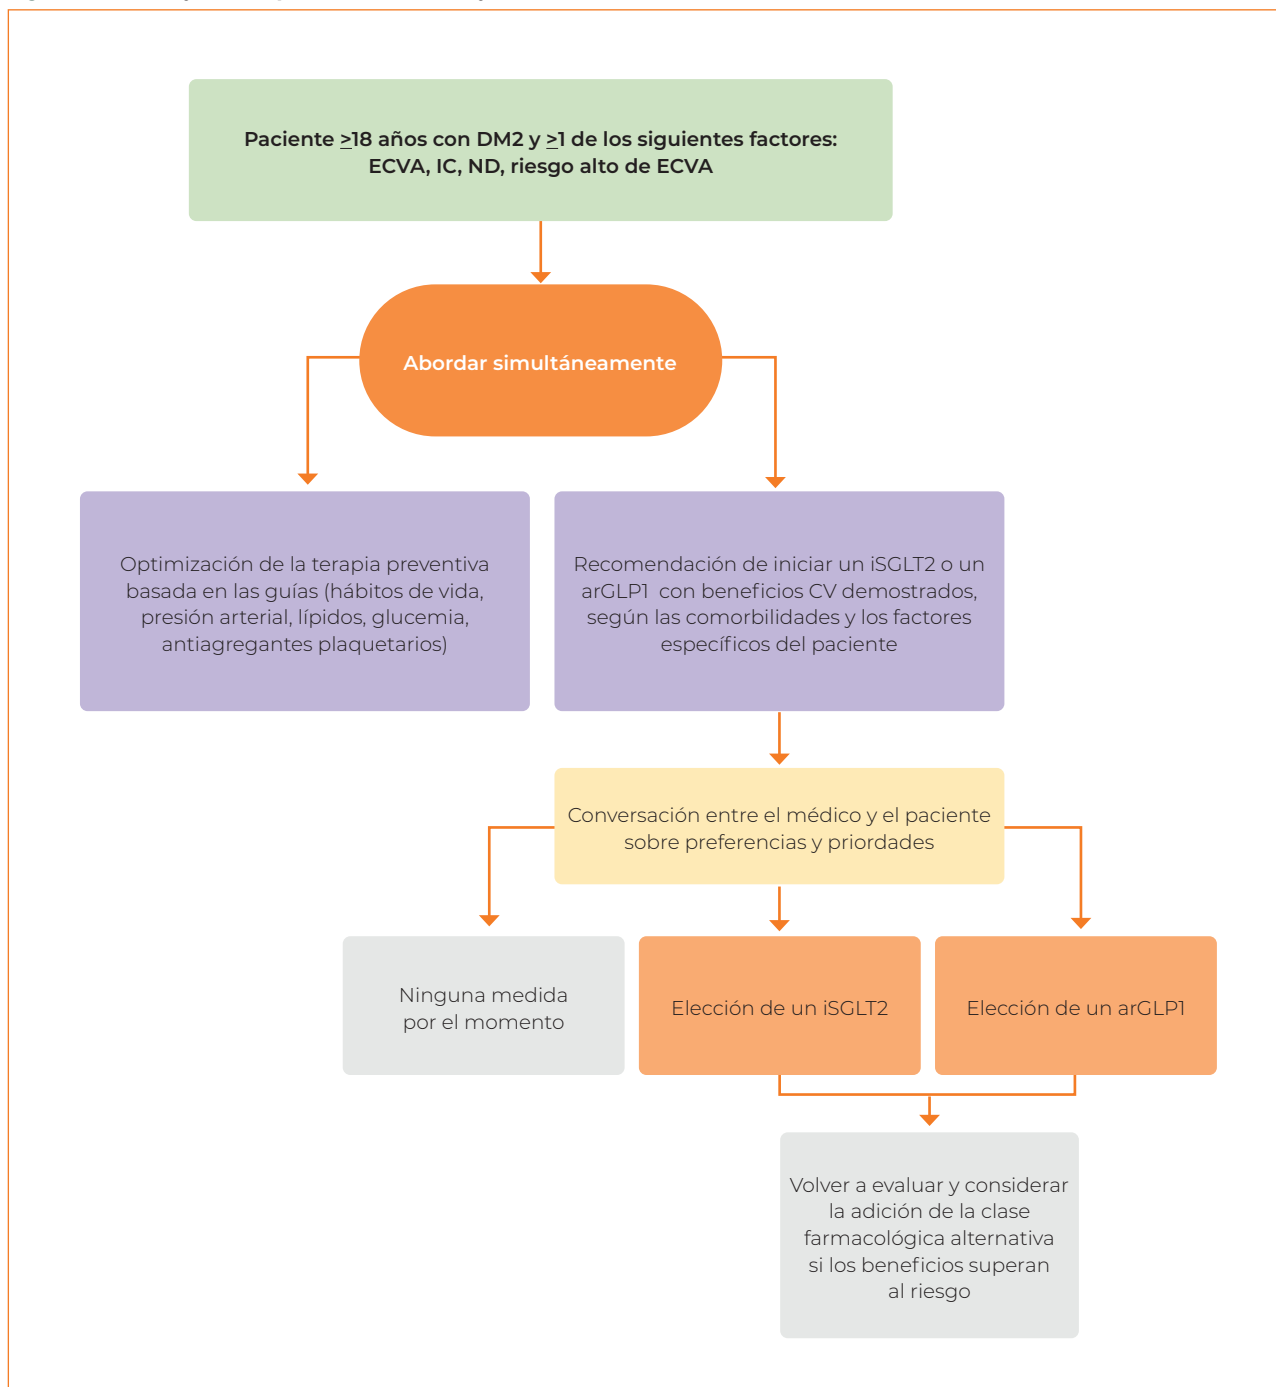 Paciente ≥18 años con DM2 y ≥1 de los siguientes factores:
ECVA, IC, ND, riesgo alto de ECVA
Abordar simultáneamente
Optimización de la terapia preventiva
basada en las guías (hábitos de vida,
presión arterial, lípidos, glucemia,
antiagregantes plaquetarios)
Recomendación de iniciar un iSGLT2 o un
arGLP1 con beneficios CV demostrados,
según las comorbilidades y los factores
específicos del paciente
Conversación entre el médico y el paciente
sobre preferencias y priordades
Ninguna medida
por el momento
Elección de un iSGLT2
Elección de un arGLP1
Volver a evaluar y considerar
la adición de la clase
farmacológica alternativa
si los beneficios superan
al riesgo